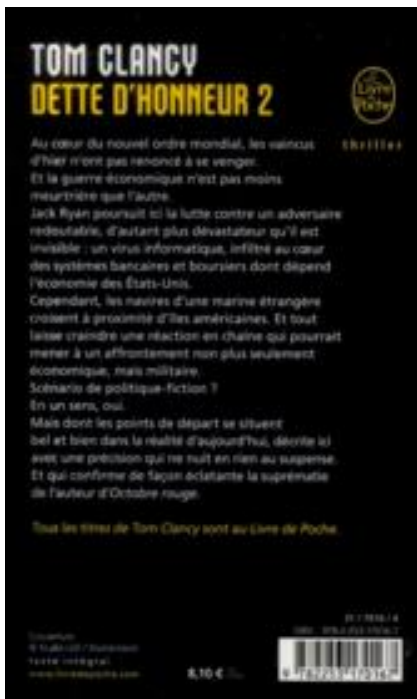 TOM CLANCY
DETTE D'HONNEUR 2
Le Livre de Poche
thriller
Au cœur du nouvel ordre mondial, les vaincus
d'hier n'ont pas renoncé à se venger.
Et la guerre économique n'est pas moins
meurtrière que l'autre.
Jack Ryan poursuit ici la lutte contre un adversaire
redoutable, d'autant plus dévastateur qu'il est
invisible : un virus informatique, infiltré au cœur
des systèmes bancaires et boursiers dont dépend
l'économie des États-Unis.
Cependant, les navires d'une marine étrangère
croisent à proximité d'îles américaines. Et tout
laisse craindre une réaction en chaîne qui pourrait
mener à un affrontement non plus seulement
économique, mais militaire.
Scénario de politique-fiction ?
En un sens, oui.
Mais dont les points de départ se situent
bel et bien dans la réalité d'aujourd'hui, décrite ici
avec une précision qui ne nuit en rien au suspense.
Et qui confirme de façon éclatante la suprématie
de l'auteur d'Octobre rouge.
Tous les titres de Tom Clancy sont au Livre de Poche.
Couverture :
texte intégral
8,10 €
9 782253 170167